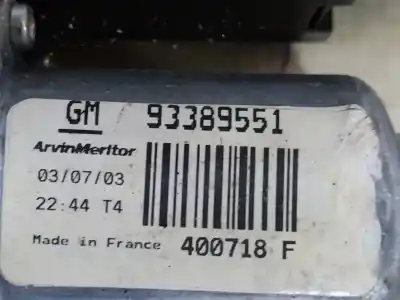 GM 93389551
ArvinMeritor
03/07/03
22:44 T4
Made in France 400718 F